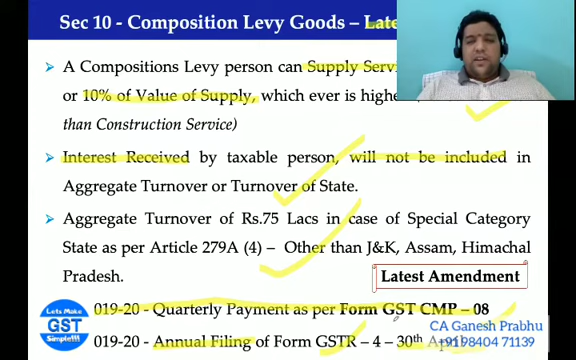 Sec 10 - Composition Levy Goods – Late
A Compositions Levy person can Supply Serv
or 10% of Value of Supply, which ever is highe
than Construction Service)
Interest Received by taxable person, will not be included in
Aggregate Turnover or Turnover of State.
Aggregate Turnover of Rs.75 Lacs in case of Special Category
State as per Article 279A (4) – Other than J&K, Assam, Himachal
Pradesh.
Latest Amendment
019-20 - Quarterly Payment as per Form GST CMP – 08
019-20 - Annual Filing of Form GSTR – 4 – 30th April
Lets Make
GST
Simple!!!
CA Ganesh Prabhu
+91 98404 71139